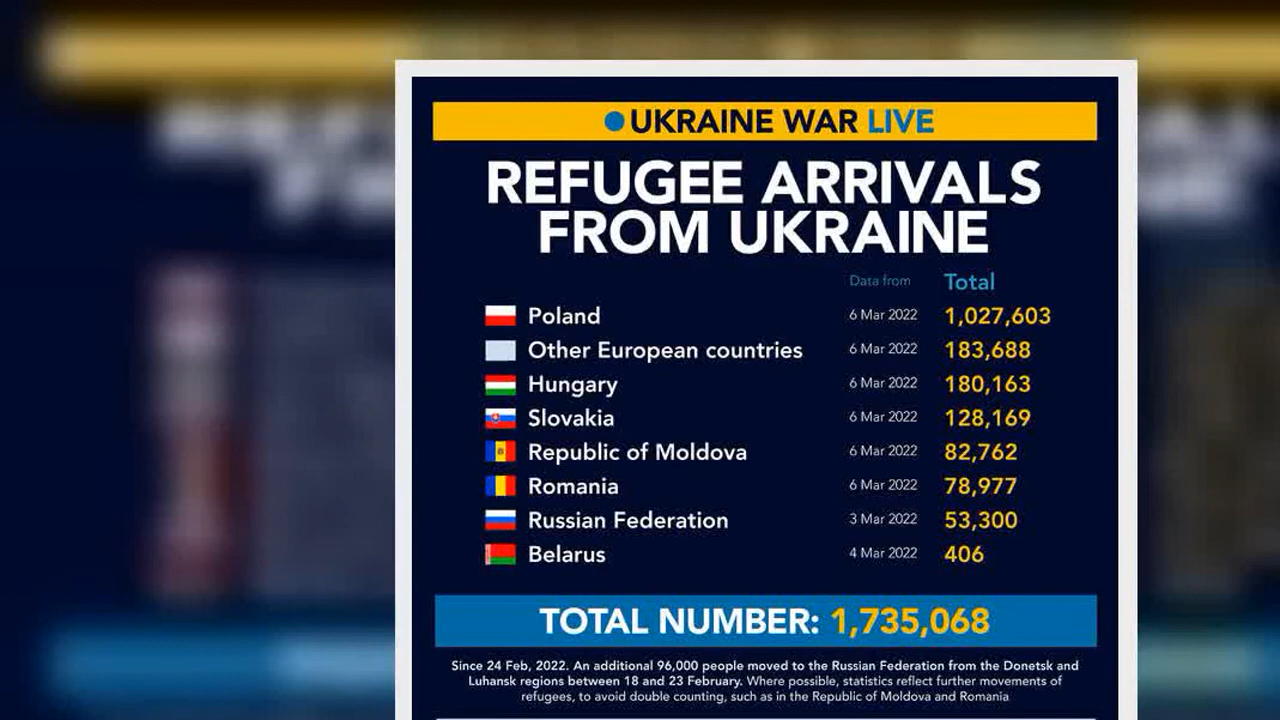 UKRAINE WAR LIVE
REFUGEE ARRIVALS
FROM UKRAINE
Data from Total
Poland 6 Mar 2022 1,027,603
Other European countries 6 Mar 2022 183,688
Hungary 6 Mar 2022 180,163
Slovakia 6 Mar 2022 128,169
Republic of Moldova 6 Mar 2022 82,762
Romania 6 Mar 2022 78,977
Russian Federation 3 Mar 2022 53,300
Belarus 4 Mar 2022 406
TOTAL NUMBER: 1,735,068
Since 24 Feb, 2022. An additional 96,000 people moved to the Russian Federation from the Donetsk and
Luhansk regions between 18 and 23 February. Where possible, statistics reflect further movements of
refugees, to avoid double counting, such as in the Republic of Moldova and Romania